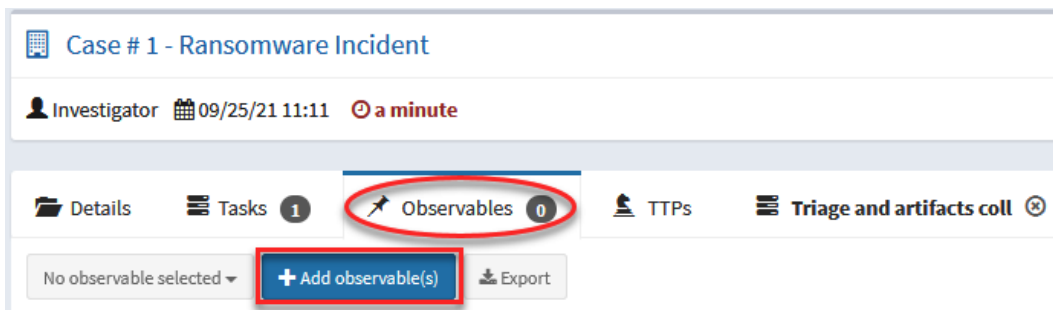 Case # 1 - Ransomware Incident
Investigator 09/25/21 11:11 a minute
Details Tasks 1 Observables 0 TTPs Triage and artifacts coll
No observable selected + Add observable(s) Export